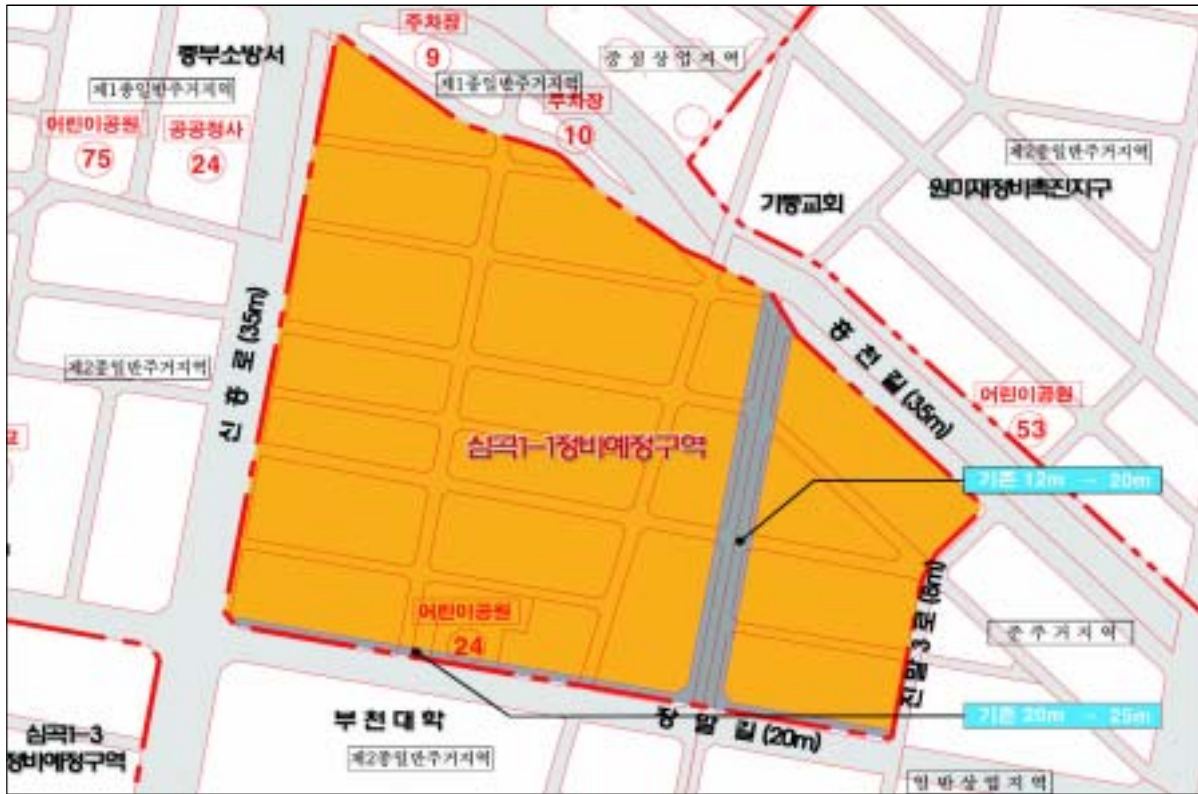 주차장
9
중부소방서
중심상업지역
제1종일반주거지역
제1종일반주거지역
주차장
10
어린이공원
75
공공청사
24
제2종일반주거지역
원미재정비촉진지구
기쁨교회
신흥로(35m)
제2종일반주거지역
흥천길(35m)
어린이공원
53
심곡1-1정비예정구역
기존 12m → 20m
어린이공원
24
준주거지역
부천대학
장말길(20m)
기존 20m → 25m
심곡1-3
정비예정구역
제2종일반주거지역
일반상업지역